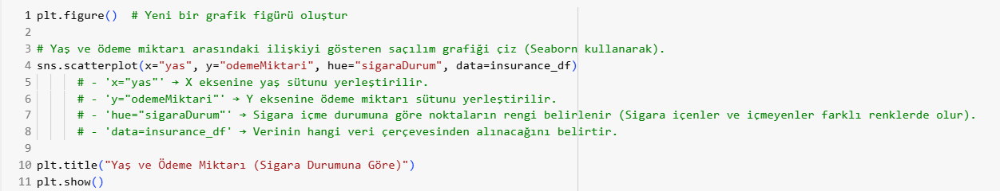 1 plt.figure()  # Yeni bir grafik figürü oluştur
2
3 # Yaş ve ödeme miktarı arasındaki ilişkiyi gösteren saçılım grafiği çiz (Seaborn kullanarak).
4 sns.scatterplot(x="yas", y="odemeMiktari", hue="sigaraDurum", data=insurance_df)
5       # - 'x="yas"' → X eksenine yaş sütunu yerleştirilir.
6       # - 'y="odemeMiktari"' → Y eksenine ödeme miktarı sütunu yerleştirilir.
7       # - 'hue="sigaraDurum"' → Sigara içme durumuna göre noktaların rengi belirlenir (Sigara içenler ve içmeyenler farklı renklerde olur).
8       # - 'data=insurance_df' → Verinin hangi veri çerçevesinden alınacağını belirtir.
9
10 plt.title("Yaş ve Ödeme Miktarı (Sigara Durumuna Göre)")
11 plt.show()